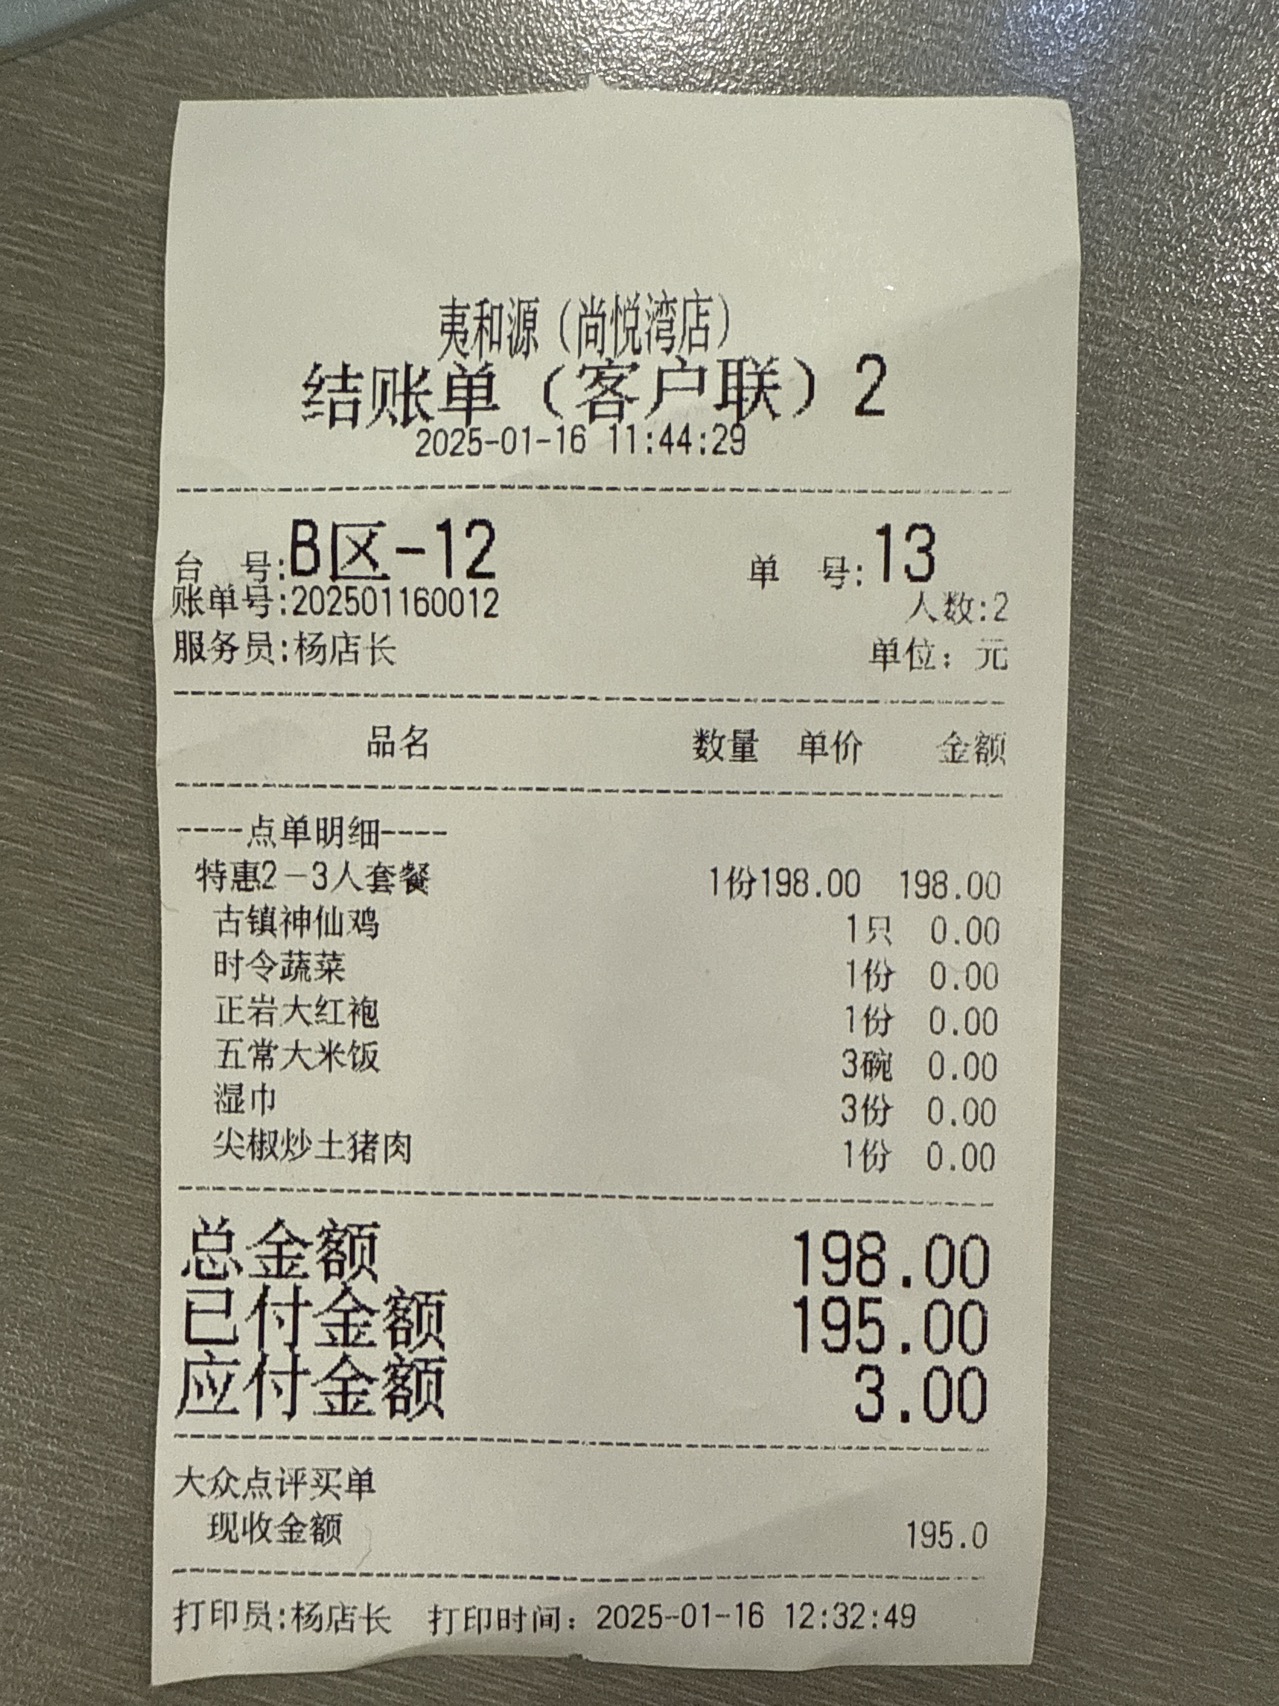 夷和源（尚悦湾店）
结账单（客户联）2
2025-01-16 11:44:29
台 号:B区-12 单 号:13
账单号:202501160012 人数:2
服务员:杨店长 单位：元
品名 数量 单价 金额
----点单明细----
特惠2－3人套餐 1份198.00 198.00
古镇神仙鸡 1只 0.00
时令蔬菜 1份 0.00
正岩大红袍 1份 0.00
五常大米饭 3碗 0.00
湿巾 3份 0.00
尖椒炒土猪肉 1份 0.00
总金额 198.00
已付金额 195.00
应付金额 3.00
大众点评买单
现收金额 195.0
打印员:杨店长 打印时间：2025-01-16 12:32:49